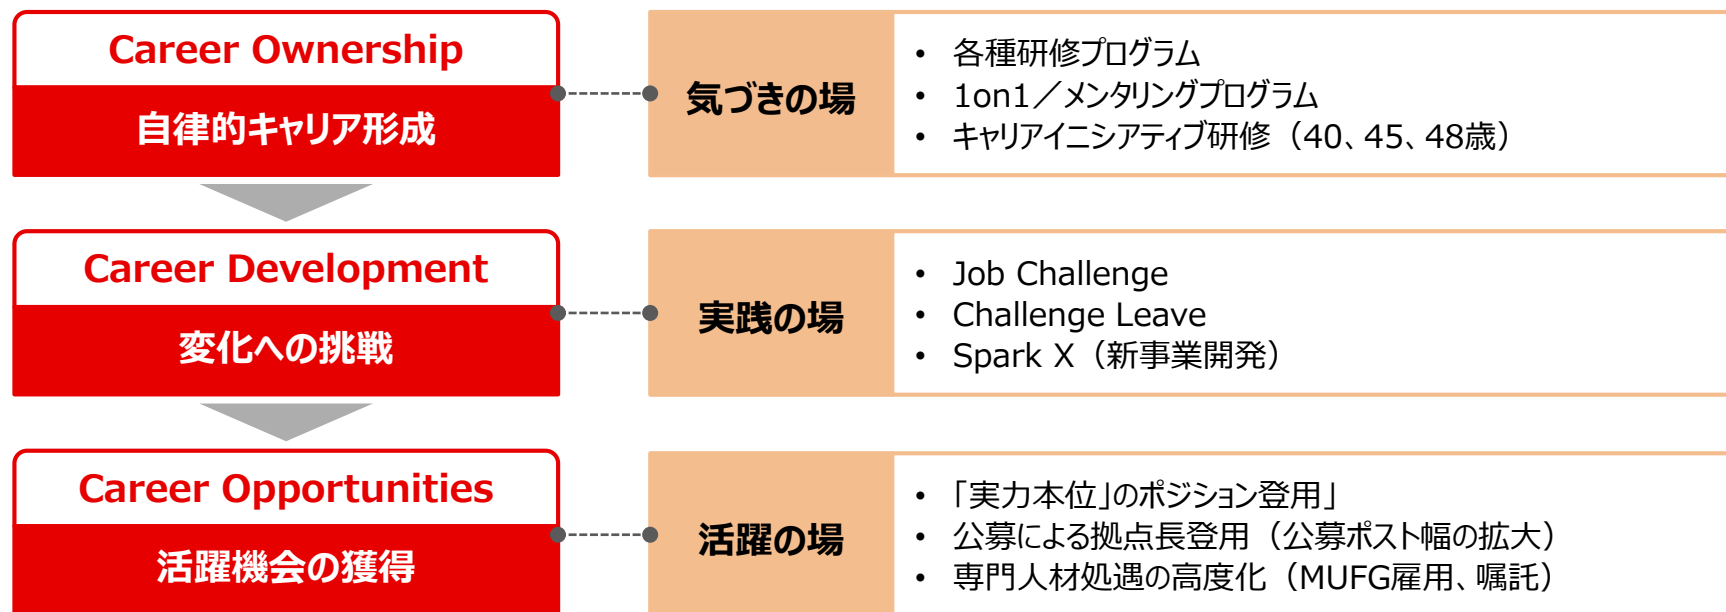 Career Ownership
自律的キャリア形成
気づきの場
• 各種研修プログラム
• 1on1／メンタリングプログラム
• キャリアイニシアティブ研修（40、45、48歳）
Career Development
変化への挑戦
実践の場
• Job Challenge
• Challenge Leave
• Spark X（新事業開発）
Career Opportunities
活躍機会の獲得
活躍の場
• 「実力本位」のポジション登用」
• 公募による拠点長登用（公募ポスト幅の拡大）
• 専門人材処遇の高度化（MUFG雇用、嘱託）